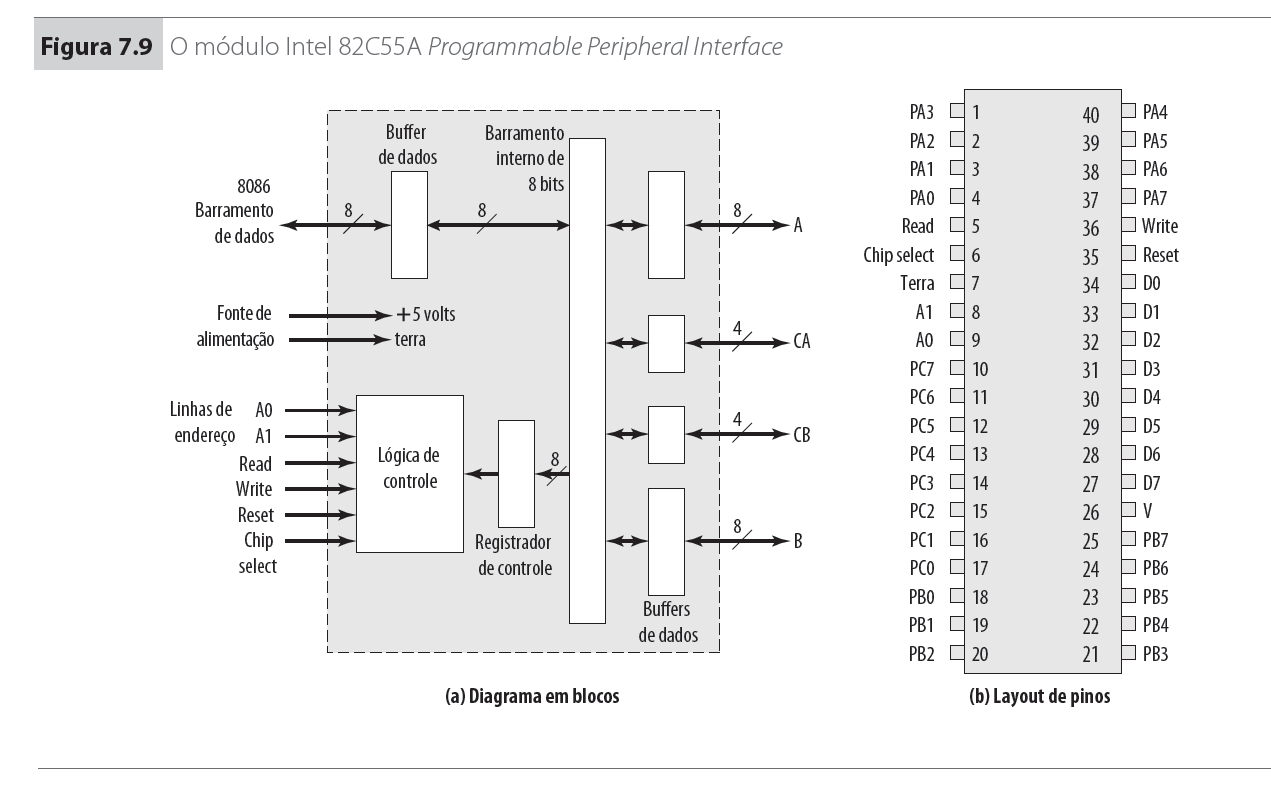 Figura 7.9 O módulo Intel 82C55A Programmable Peripheral Interface
Buffer
de dados
Barramento
interno de
8 bits
8086
Barramento
de dados
8
8
8
A
Fonte de
alimentação
+5 volts
terra
4
CA
Linhas de
endereço
A0
A1
Read
Write
Reset
Chip
select
Lógica de
controle
8
Registrador
de controle
4
CB
8
B
Buffers
de dados
(a) Diagrama em blocos
PA3 1 40 PA4
PA2 2 39 PA5
PA1 3 38 PA6
PA0 4 37 PA7
Read 5 36 Write
Chip select 6 35 Reset
Terra 7 34 D0
A1 8 33 D1
A0 9 32 D2
PC7 10 31 D3
PC6 11 30 D4
PC5 12 29 D5
PC4 13 28 D6
PC3 14 27 D7
PC2 15 26 V
PC1 16 25 PB7
PC0 17 24 PB6
PB0 18 23 PB5
PB1 19 22 PB4
PB2 20 21 PB3
(b) Layout de pinos